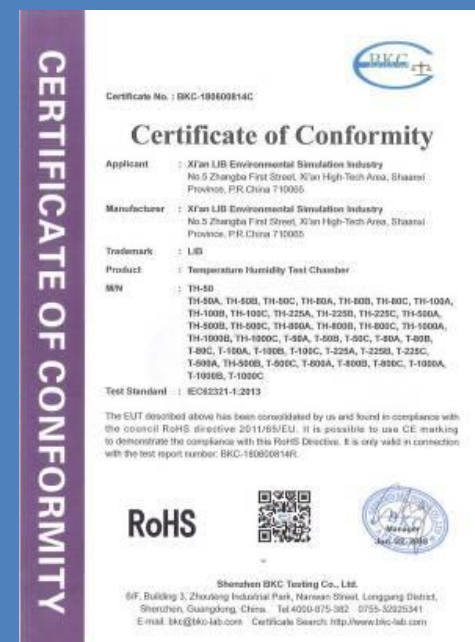 CERTIFICATE OF CONFORMITY
BKC
Certificate No. : BKC-180600814C
Certificate of Conformity
Applicant : Xi'an LIB Environmental Simulation Industry
No.5 Zhangba First Street, Xi'an High-Tech Area, Shaanxi
Province, P.R.China 710065
Manufacturer : Xi'an LIB Environmental Simulation Industry
No.5 Zhangba First Street, Xi'an High-Tech Area, Shaanxi
Province, P.R.China 710065
Trademark : LIB
Product : Temperature Humidity Test Chamber
M/N : TH-50
TH-50A, TH-50B, TH-50C, TH-80A, TH-80B, TH-80C, TH-100A,
TH-100B, TH-100C, TH-225A, TH-225B, TH-225C, TH-500A,
TH-500B, TH-500C, TH-800A, TH-800B, TH-800C, TH-1000A,
TH-1000B, TH-1000C, T-50A, T-50B, T-50C, T-80A, T-80B,
T-80C, T-100A, T-100B, T-100C, T-225A, T-225B, T-225C,
T-500A, TH-500B, T-500C, T-800A, T-800B, T-800C, T-1000A,
T-1000B, T-1000C
Test Standard : IEC62321-1:2013
The EUT described above has been consolidated by us and found in compliance with
the council RoHS directive 2011/65/EU. It is possible to use CE marking
to demonstrate the compliance with this RoHS Directive. It is only valid in connection
with the test report number: BKC-180600814R.
RoHS
Manager
Shenzhen BKC Testing Co., Ltd.
6/F, Building 3, Zhoutong Industrial Park, Nanwan Street, Longgang District,
Shenzhen, Guangdong, China. Tel:4000-875-382 0755-32925341
E-mail: bkc@bkc-lab.com Certificate Search: http://www.bkc-lab.com